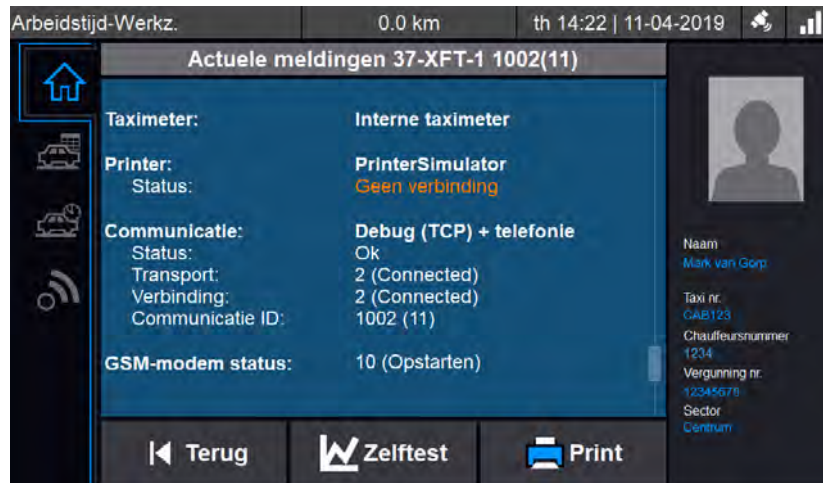 Arbeidstijd-Werkz. 0.0 km th 14:22 | 11-04-2019
Actuele meldingen 37-XFT-1 1002(11)
Taximeter: Interne taximeter
Printer: PrinterSimulator
Status: Geen verbinding
Communicatie: Debug (TCP) + telefonie
Status: Ok
Transport: 2 (Connected)
Verbinding: 2 (Connected)
Communicatie ID: 1002 (11)
GSM-modem status: 10 (Opstarten)
Terug Zelftest Print
Naam
Mark van Gorp
Taxi nr.
CAB123
Chauffeursnummer
1234
Vergunning nr.
12345678
Sector
Centrum